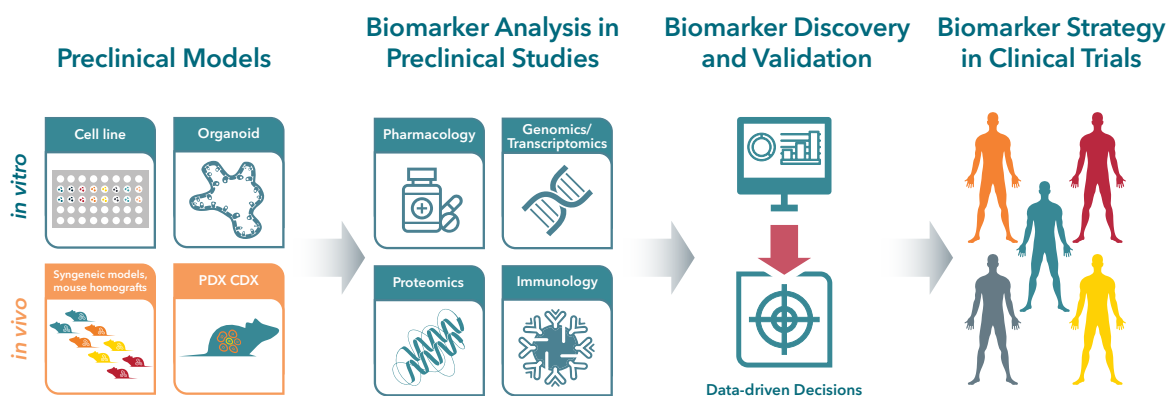 Preclinical Models
Biomarker Analysis in
Preclinical Studies
Biomarker Discovery
and Validation
Biomarker Strategy
in Clinical Trials
in vitro
Cell line
Organoid
in vivo
Syngeneic models,
mouse homografts
PDX CDX
Pharmacology
Genomics/
Transcriptomics
Proteomics
Immunology
Data-driven Decisions